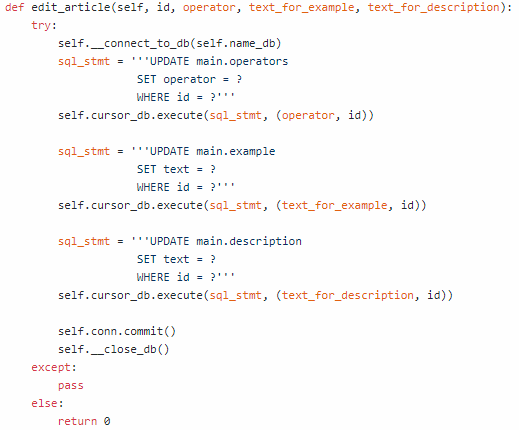 def edit_article(self, id, operator, text_for_example, text_for_description):
    try:
        self.__connect_to_db(self.name_db)
        sql_stmt = '''UPDATE main.operators
                    SET operator = ?
                    WHERE id = ?'''
        self.cursor_db.execute(sql_stmt, (operator, id))

        sql_stmt = '''UPDATE main.example
                    SET text = ?
                    WHERE id = ?'''
        self.cursor_db.execute(sql_stmt, (text_for_example, id))

        sql_stmt = '''UPDATE main.description
                    SET text = ?
                    WHERE id = ?'''
        self.cursor_db.execute(sql_stmt, (text_for_description, id))

        self.conn.commit()
        self.__close_db()
    except:
        pass
    else:
        return 0